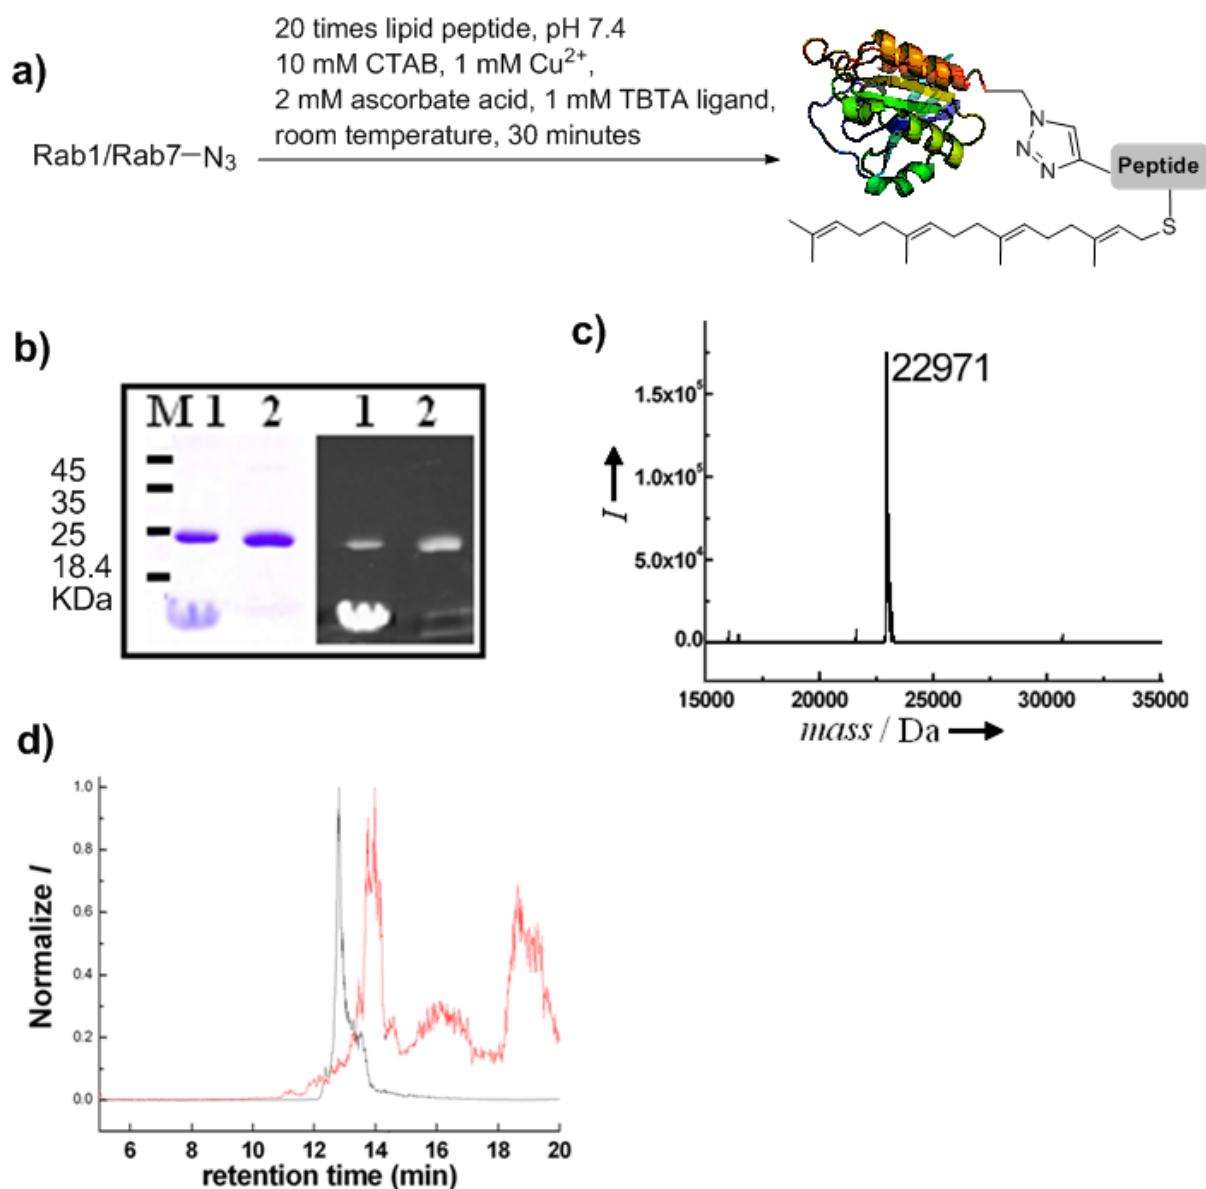 a)
20 times lipid peptide, pH 7.4
10 mM CTAB, 1 mM Cu²⁺,
2 mM ascorbate acid, 1 mM TBTA ligand,
room temperature, 30 minutes
Rab1/Rab7–N₃
N
N
N
Peptide
S
b)
M 1 2 1 2
45
35
25
18.4
KDa
c)
22971
1.5x10⁵
1.0x10⁵
5.0x10⁴
0.0
I
15000 20000 25000 30000 35000
mass / Da
d)
1.0
0.8
0.6
0.4
0.2
0.0
Normalize I
6 8 10 12 14 16 18 20
retention time (min)